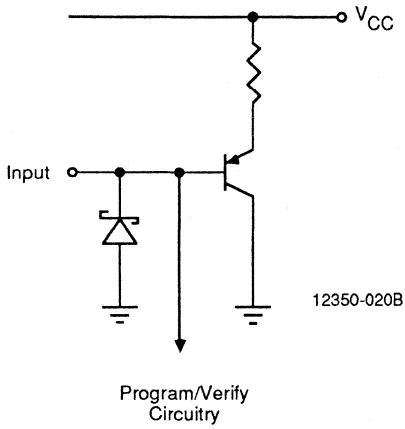 VCC
Input
12350-020B
Program/Verify
Circuitry